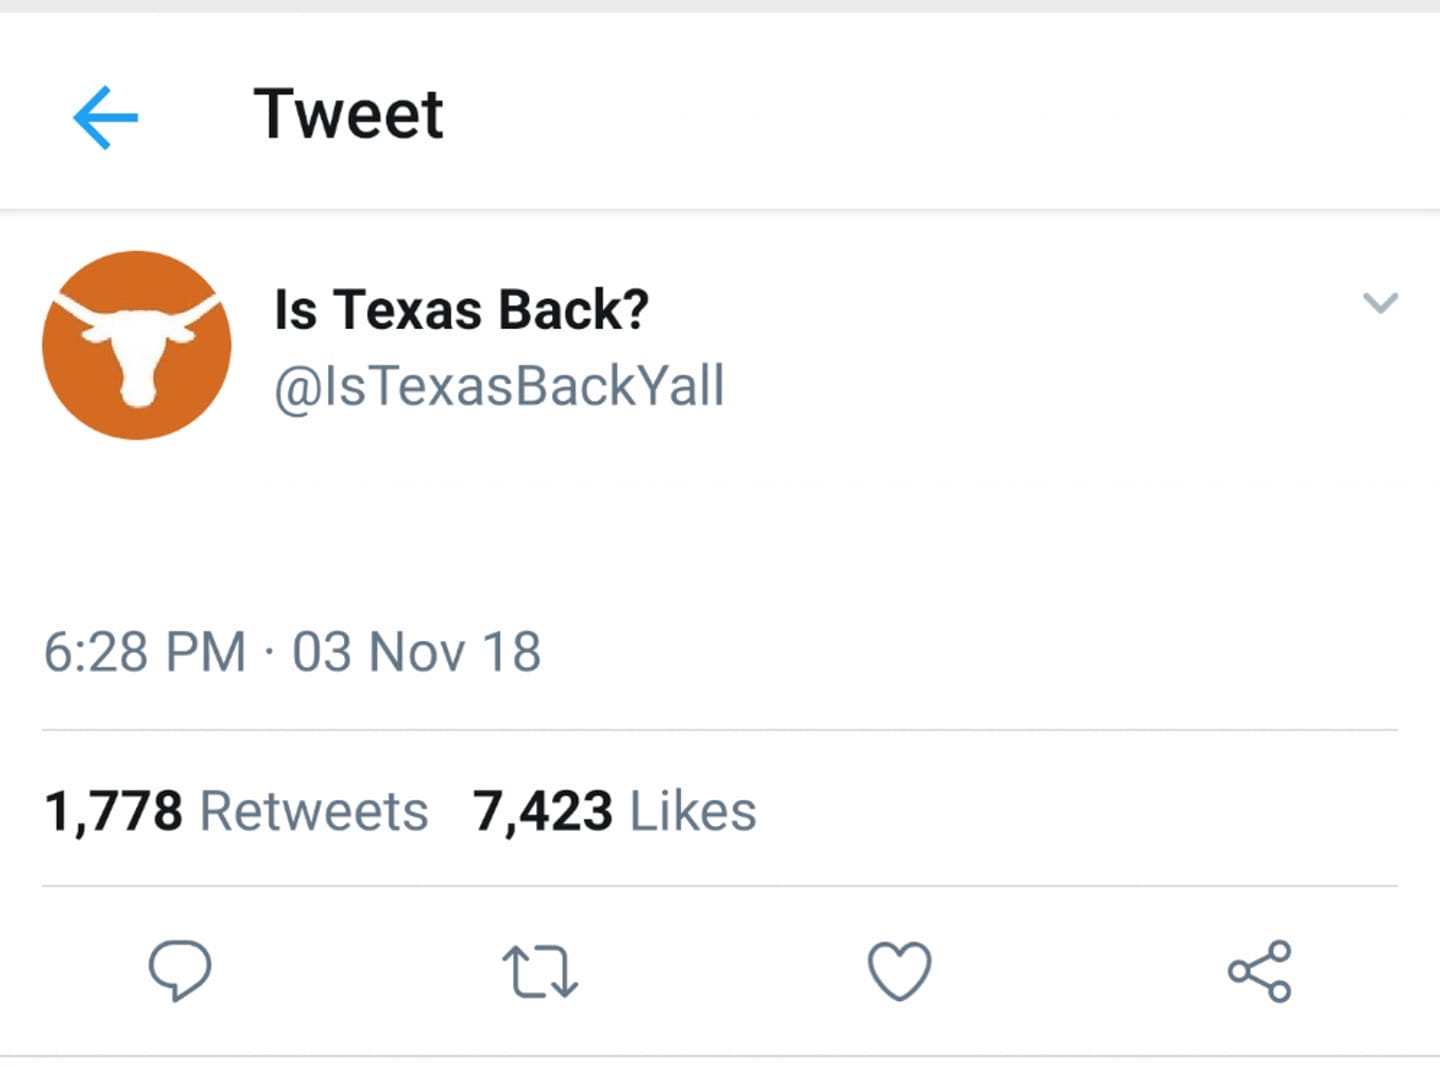 Tweet
Is Texas Back?
@IsTexasBackYall
6:28 PM · 03 Nov 18
1,778 Retweets 7,423 Likes